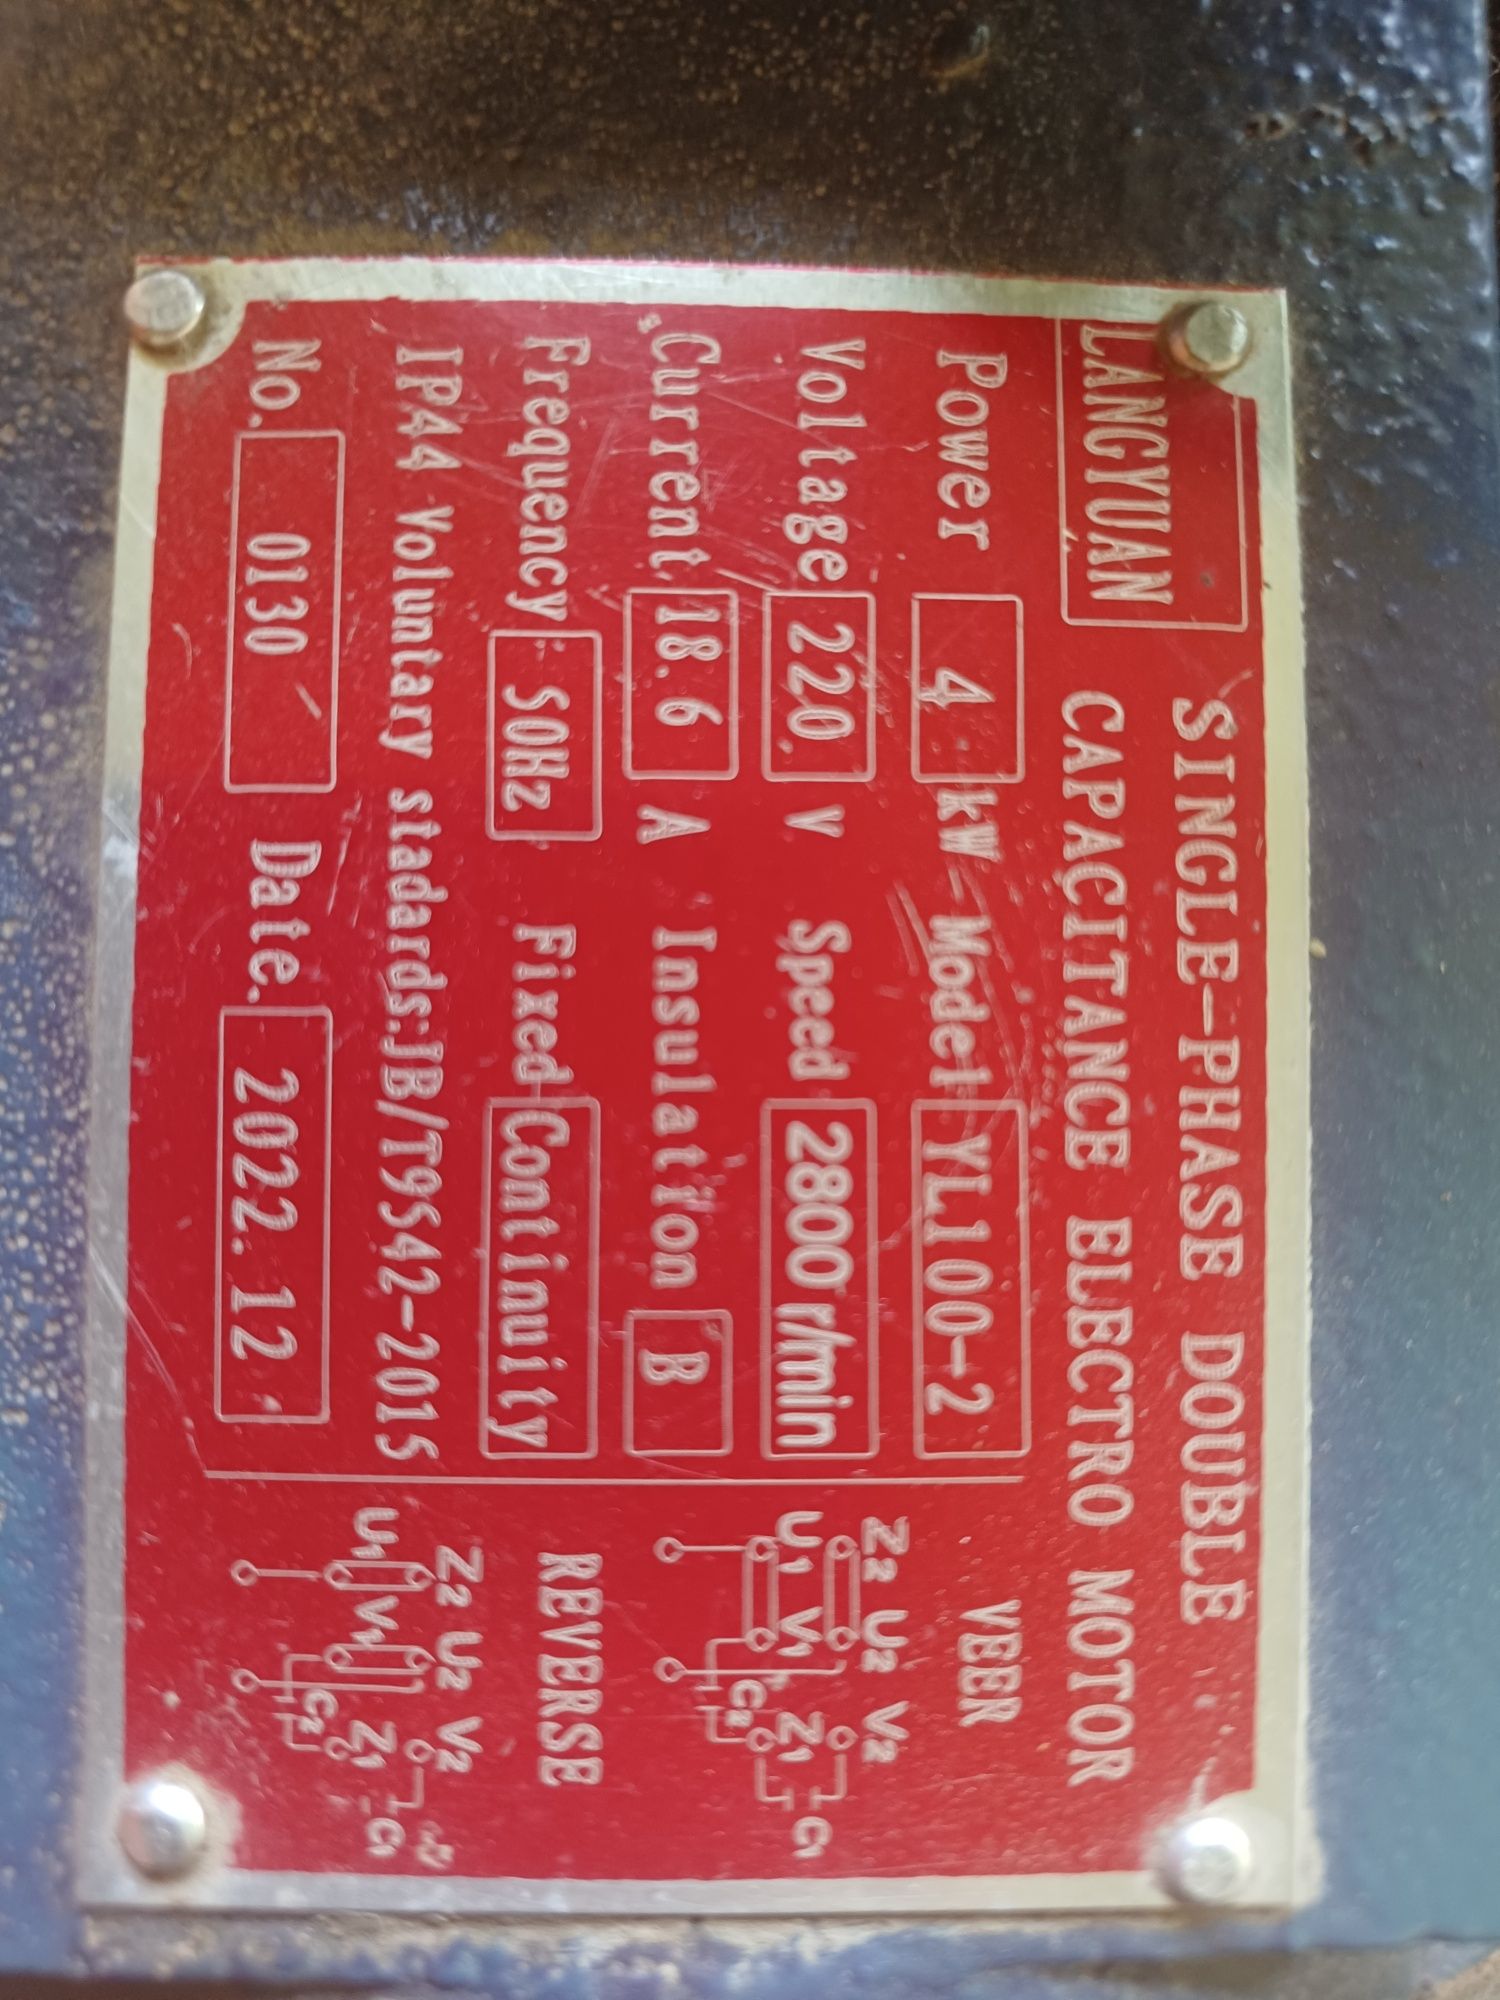 LANGYUAN
SINGLE-PHASE DOUBLE
CAPACITANCE ELECTRO MOTOR
Power 4 kW Model YL100-2
Voltage 220 V Speed 2800 r/min
Current 18.6 A Insulation B
Frequency 50Hz Fixed Continuity
IP44 Voluntary stadards:JB/T9542-2015
No. 0130 Date. 2022.12
VEER
Z2 U2 V2
U1 V1 Z1
C2 C1
REVERSE
Z2 U2 V2
U1 V1 Z1
C2 C1